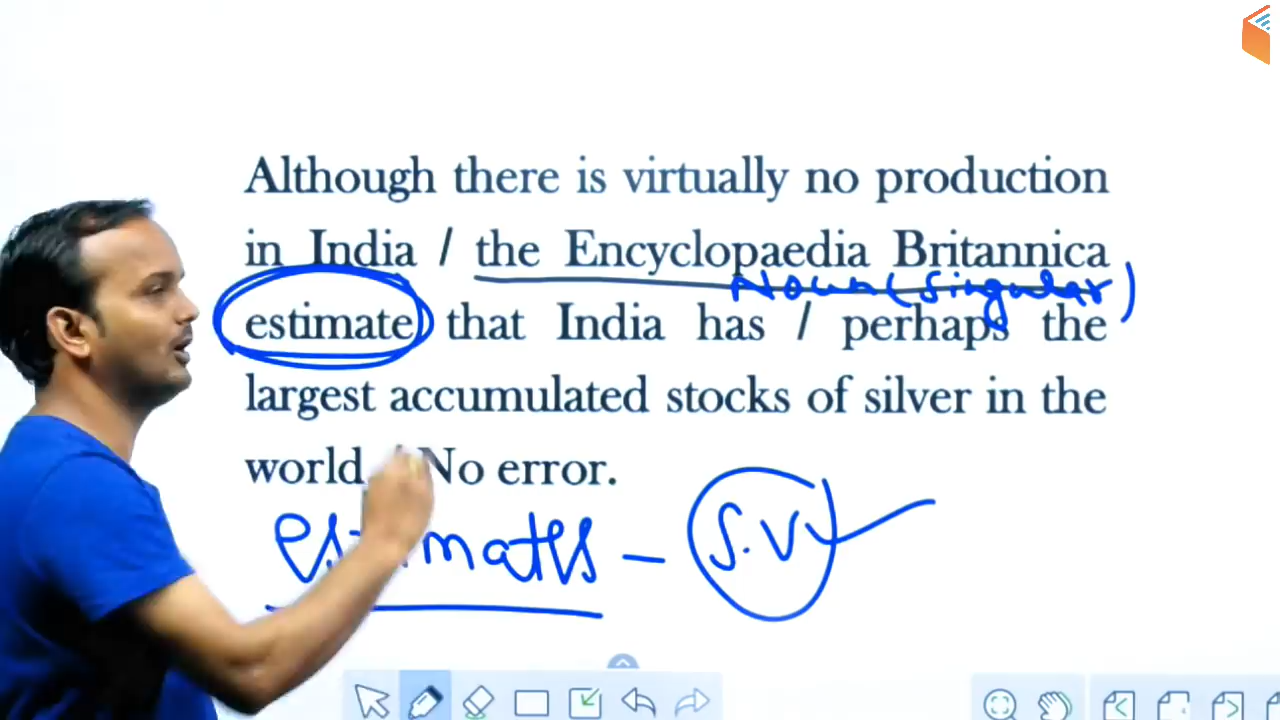 Although there is virtually no production
in India / the Encyclopaedia Britannica
Noun (Singular)
estimate that India has / perhaps the
largest accumulated stocks of silver in the
world / No error.
estimates - S.V